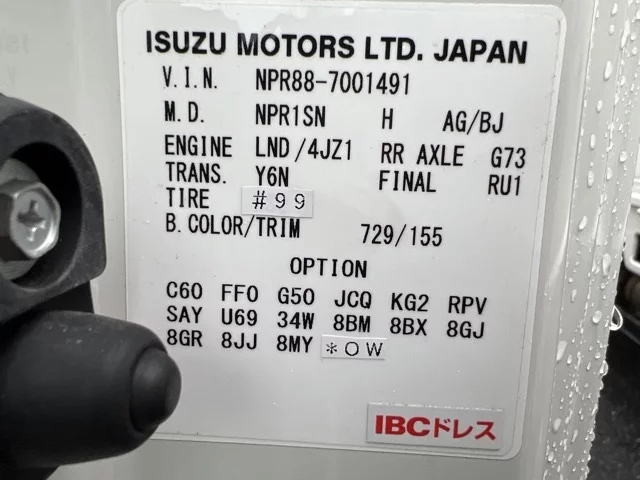 ISUZU MOTORS LTD. JAPAN
V.I.N. NPR88-7001491
M.D. NPR1SN H AG/BJ
ENGINE LND/4JZ1 RR AXLE G73
TRANS. Y6N FINAL RU1
TIRE #99
B.COLOR/TRIM 729/155
OPTION
C60 FF0 G50 JCQ KG2 RPV
SAY U69 34W 8BM 8BX 8GJ
8GR 8JJ 8MY *OW
IBCドレス